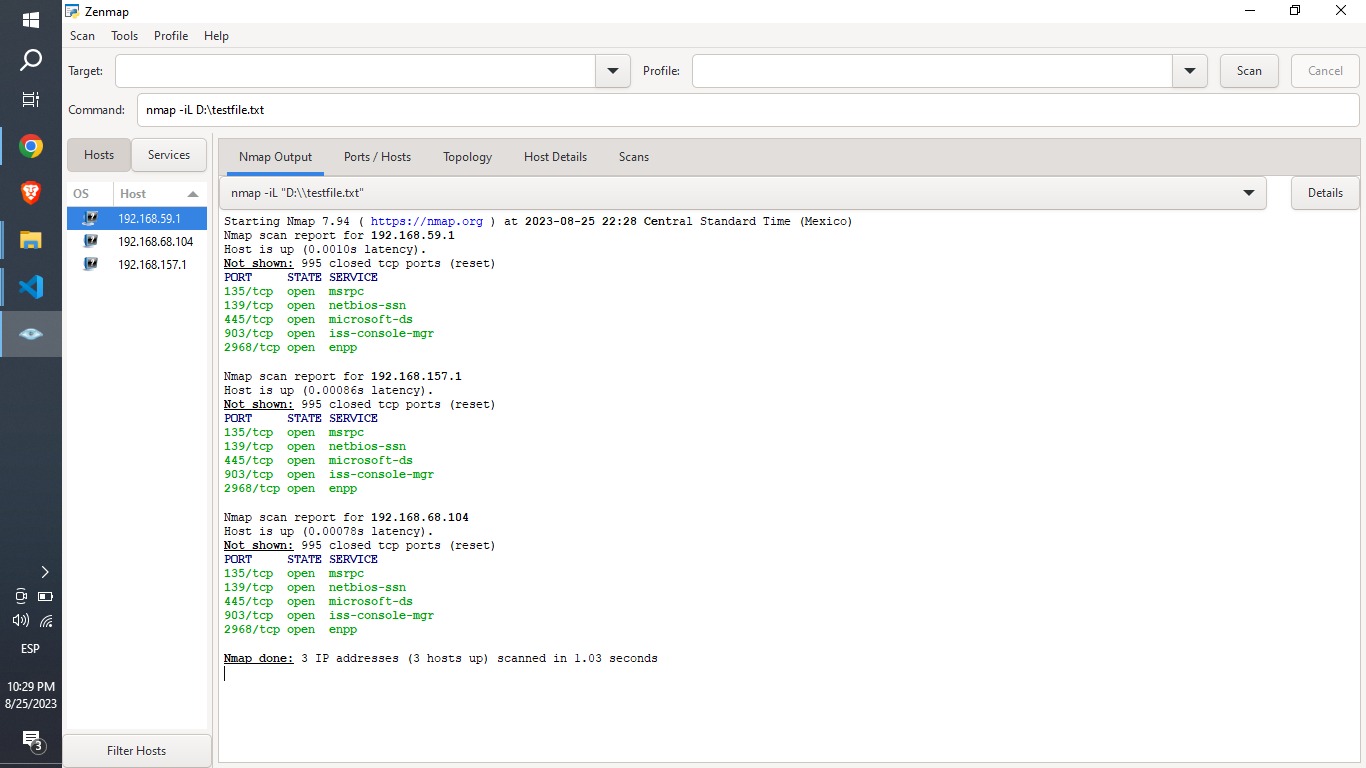 Zenmap
Scan Tools Profile Help
Target: Profile: Scan Cancel
Command: nmap -iL D:\testfile.txt
Hosts Services
OS Host
192.168.59.1
192.168.68.104
192.168.157.1
Filter Hosts
Nmap Output Ports / Hosts Topology Host Details Scans
nmap -iL "D:\\testfile.txt" Details
Starting Nmap 7.94 ( https://nmap.org ) at 2023-08-25 22:28 Central Standard Time (Mexico)
Nmap scan report for 192.168.59.1
Host is up (0.0010s latency).
Not shown: 995 closed tcp ports (reset)
PORT STATE SERVICE
135/tcp open msrpc
139/tcp open netbios-ssn
445/tcp open microsoft-ds
903/tcp open iss-console-mgr
2968/tcp open enpp
Nmap scan report for 192.168.157.1
Host is up (0.00086s latency).
Not shown: 995 closed tcp ports (reset)
PORT STATE SERVICE
135/tcp open msrpc
139/tcp open netbios-ssn
445/tcp open microsoft-ds
903/tcp open iss-console-mgr
2968/tcp open enpp
Nmap scan report for 192.168.68.104
Host is up (0.00078s latency).
Not shown: 995 closed tcp ports (reset)
PORT STATE SERVICE
135/tcp open msrpc
139/tcp open netbios-ssn
445/tcp open microsoft-ds
903/tcp open iss-console-mgr
2968/tcp open enpp
Nmap done: 3 IP addresses (3 hosts up) scanned in 1.03 seconds
ESP
10:29 PM
8/25/2023
3